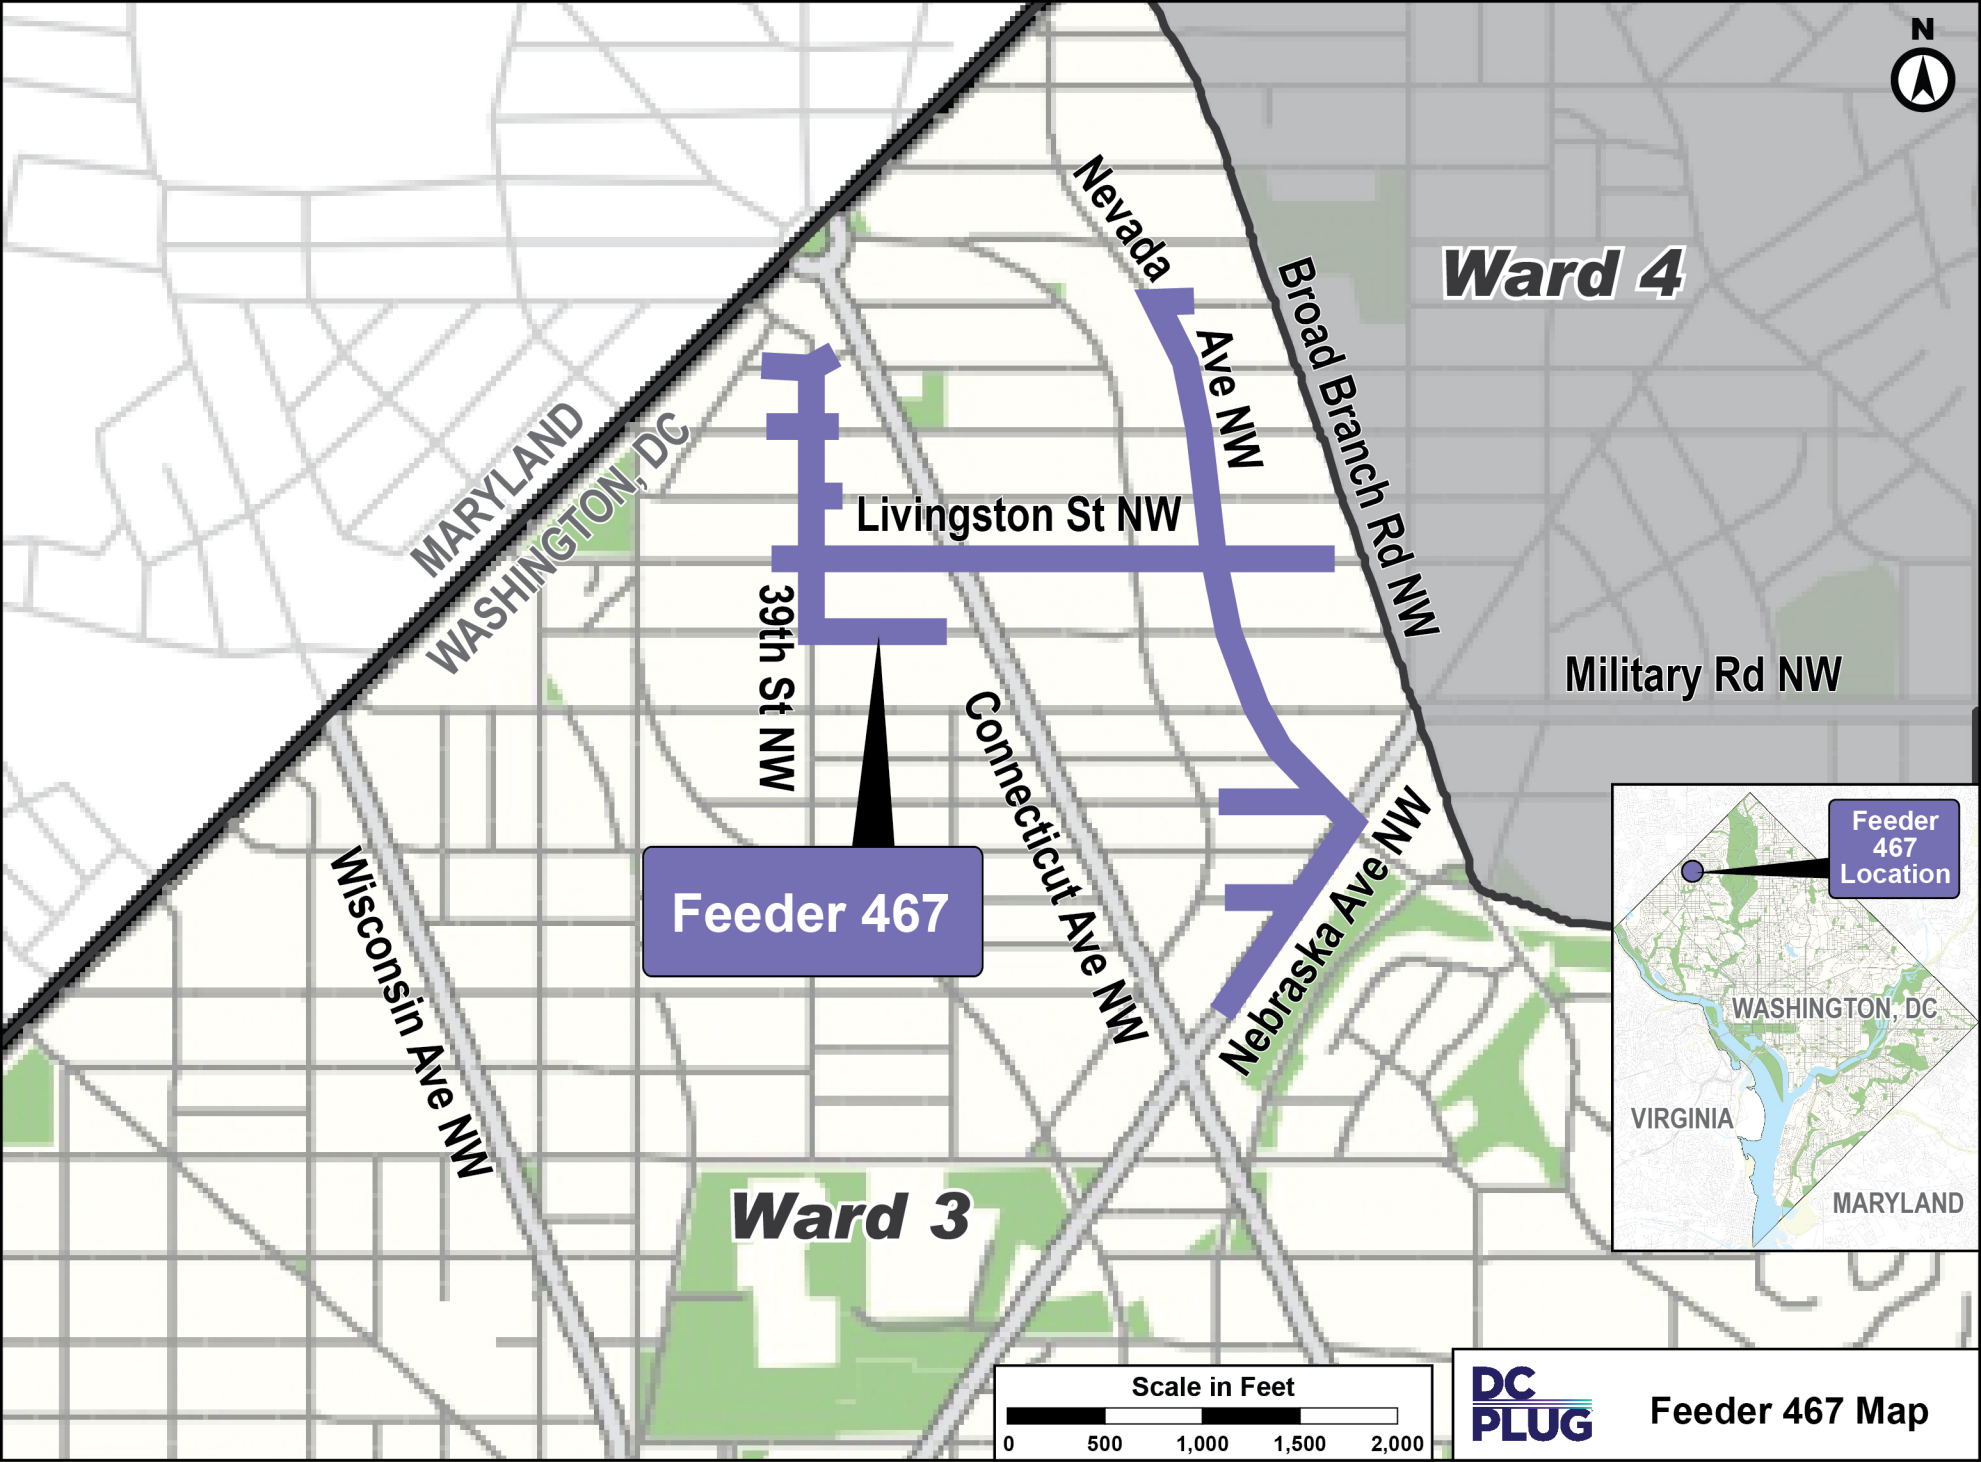 N
Nevada
Ave NW
Broad Branch Rd NW
Ward 4
MARYLAND
WASHINGTON, DC
Livingston St NW
39th St NW
Military Rd NW
Connecticut Ave NW
Wisconsin Ave NW
Nebraska Ave NW
Feeder 467
Ward 3
Feeder
467
Location
WASHINGTON, DC
VIRGINIA
MARYLAND
Scale in Feet
0 500 1,000 1,500 2,000
DC
PLUG
Feeder 467 Map